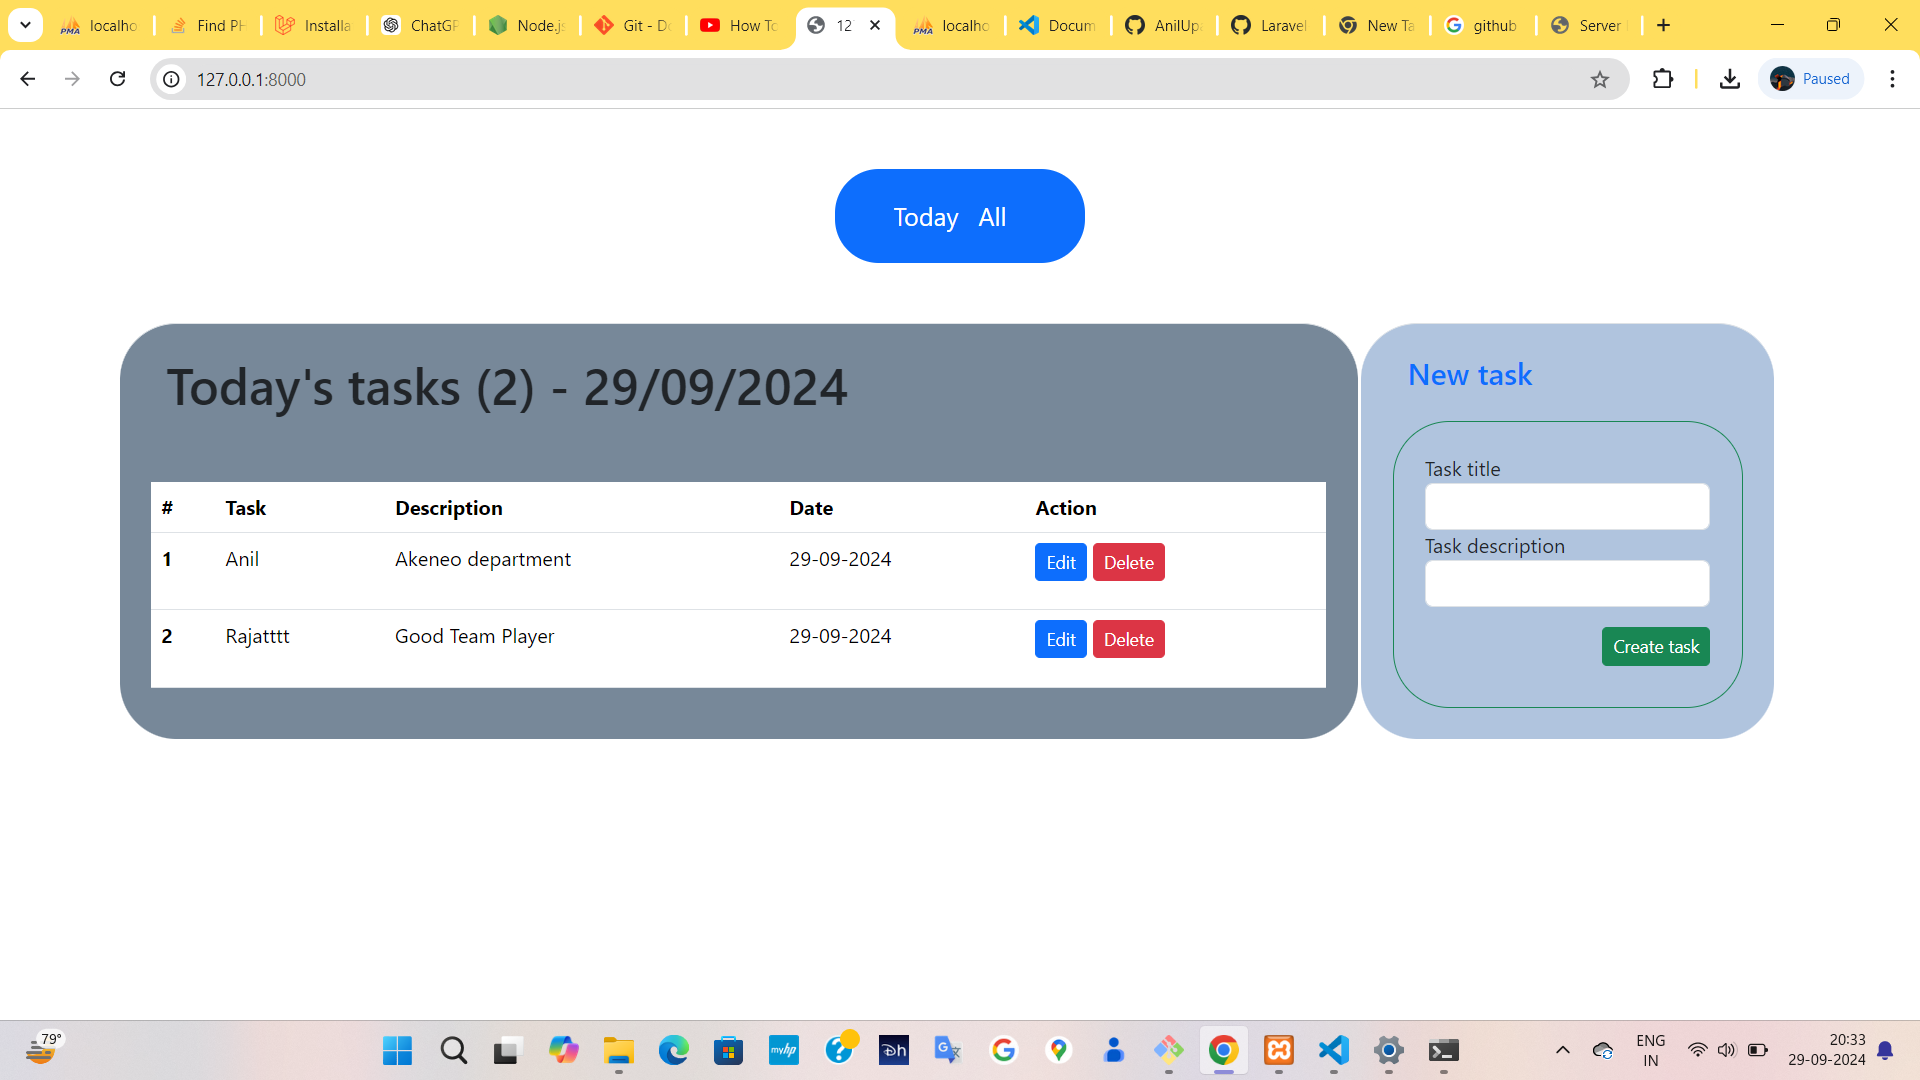 localho
Find PH
Installa
ChatGP
Node.js
Git - Do
How To
12
localho
Docum
AnilUpa
Laravel
New Ta
github
Server
127.0.0.1:8000
Paused
Today All
Today's tasks (2) - 29/09/2024
# Task Description Date Action
1 Anil Akeneo department 29-09-2024 Edit Delete
2 Rajatttt Good Team Player 29-09-2024 Edit Delete
New task
Task title
Task description
Create task
79°
ENG
IN
20:33
29-09-2024